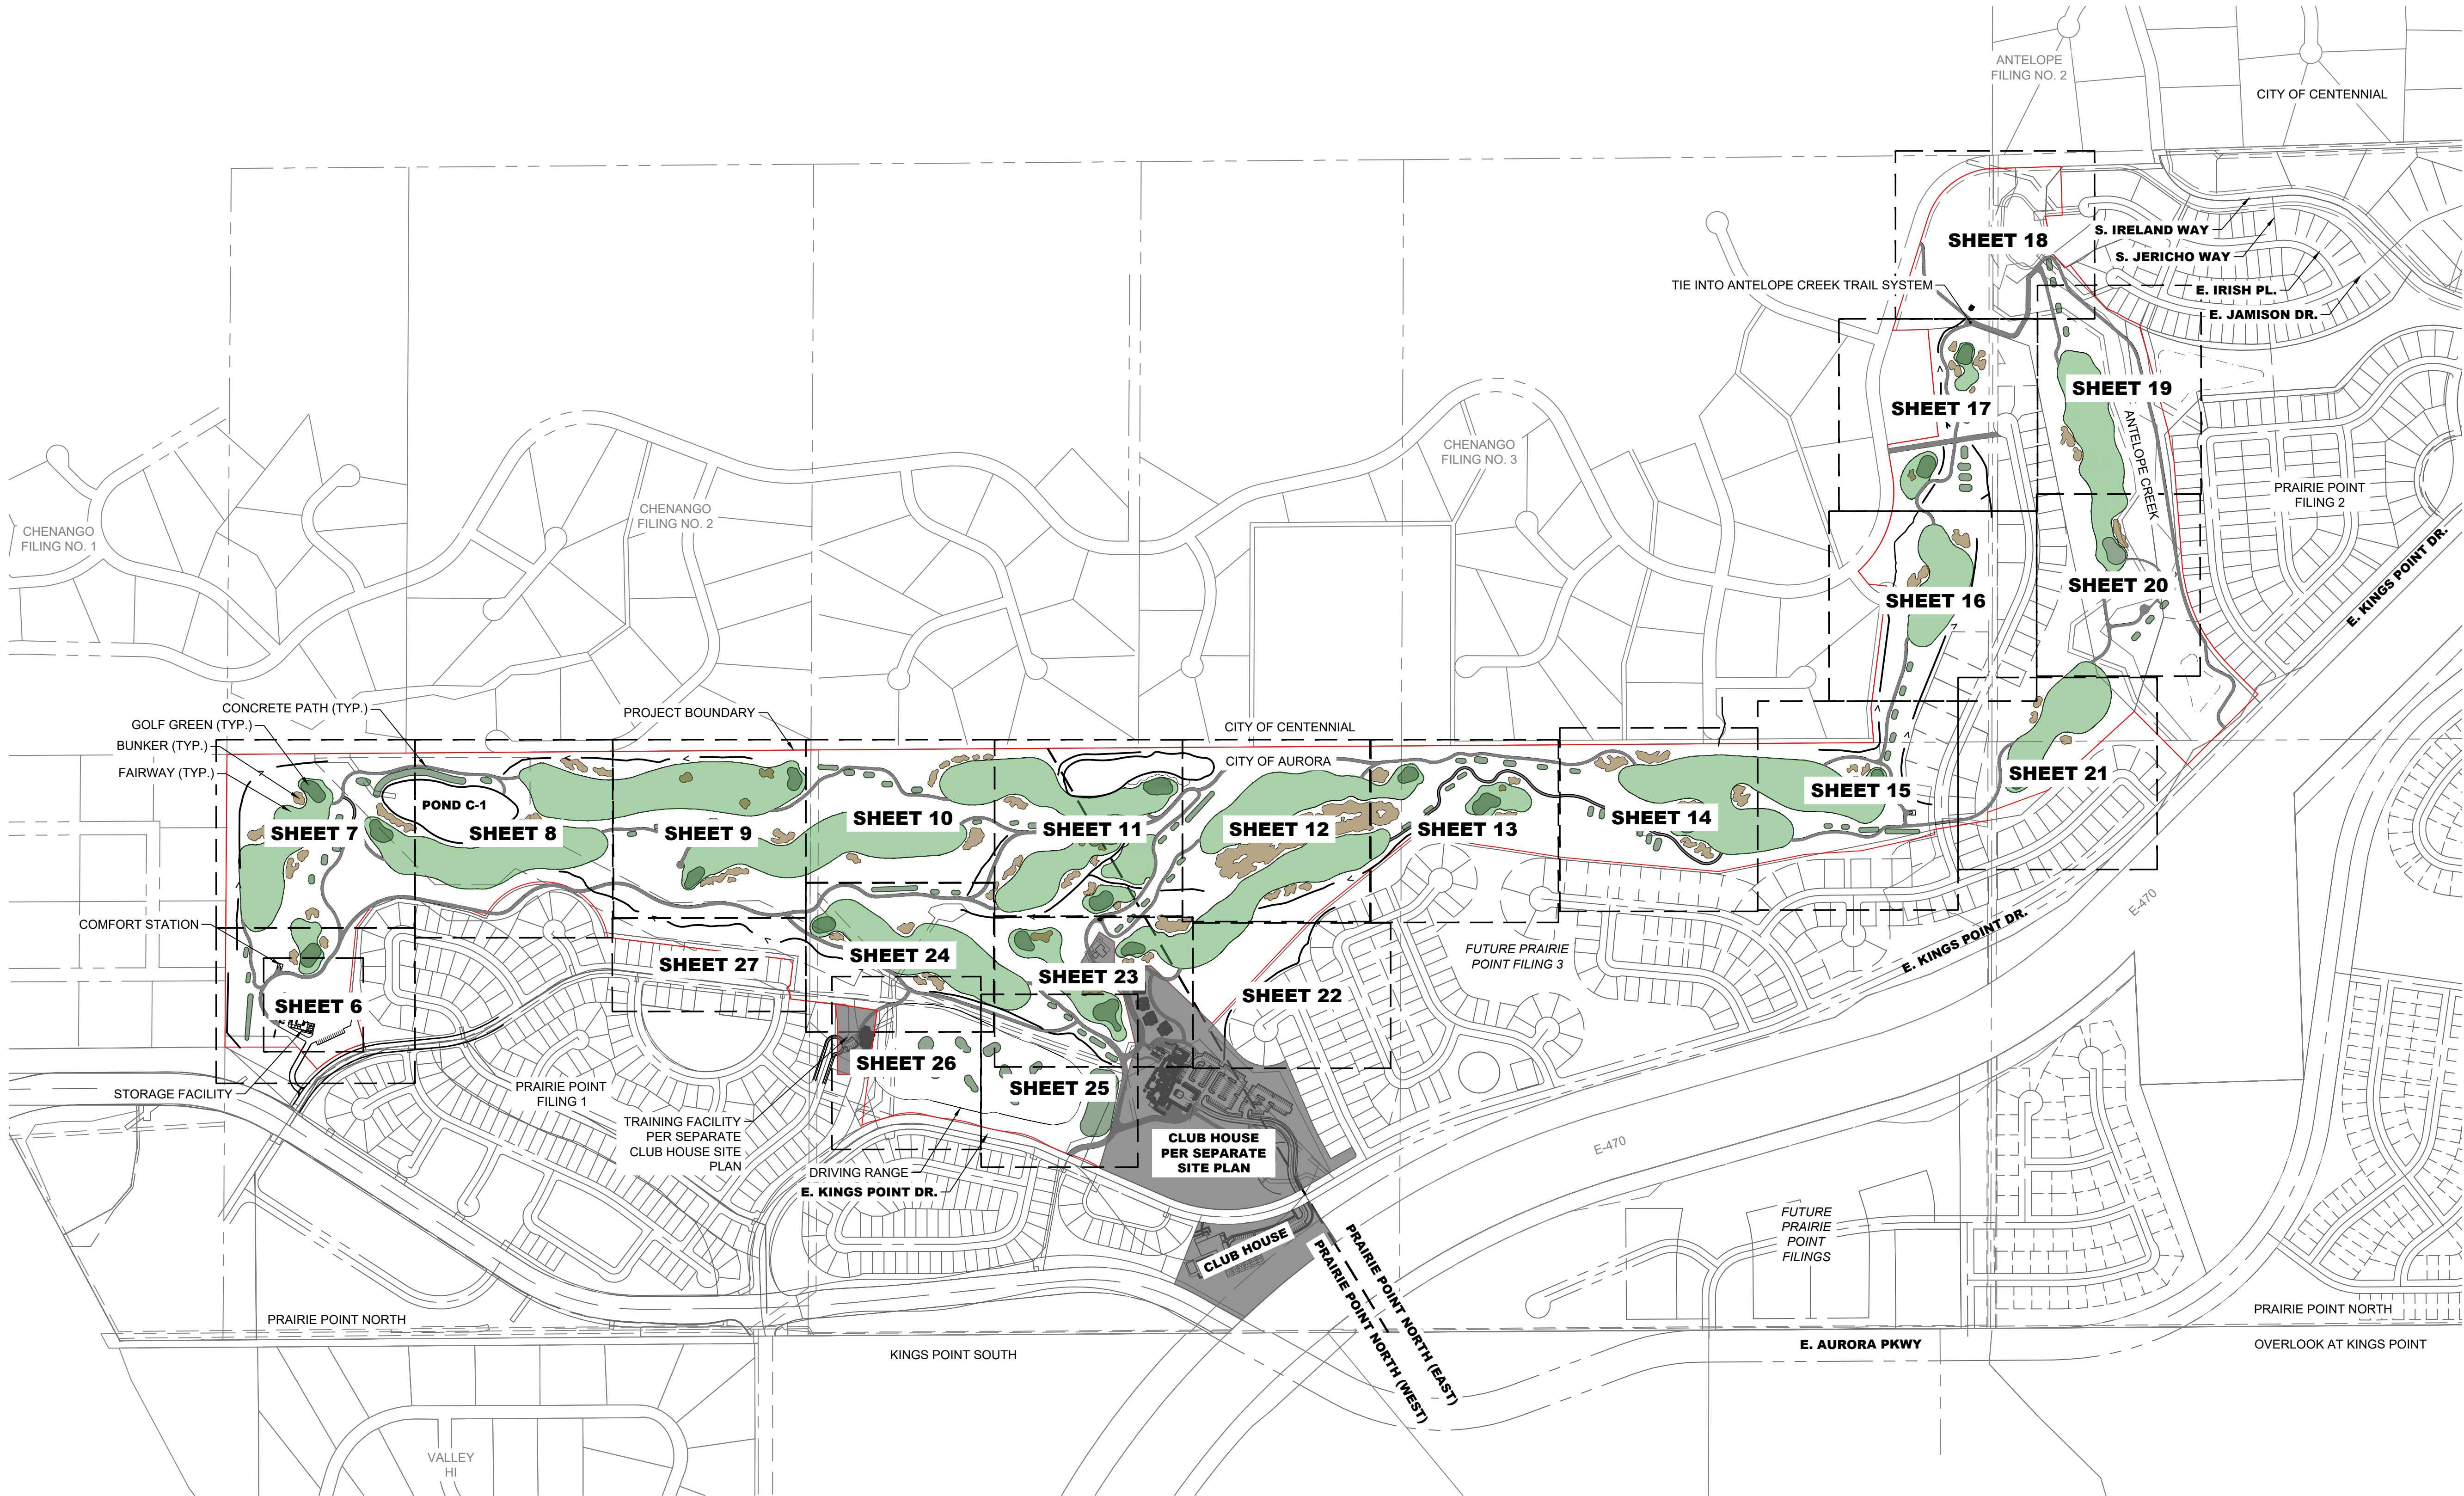 ANTELOPE
FILING NO. 2
CITY OF CENTENNIAL
SHEET 18
S. IRELAND WAY
S. JERICHO WAY
TIE INTO ANTELOPE CREEK TRAIL SYSTEM
E. IRISH PL.
E. JAMISON DR.
SHEET 19
SHEET 17
ANTELOPE CREEK
CHENANGO
FILING NO. 3
PRAIRIE POINT
FILING 2
CHENANGO
FILING NO. 2
CHENANGO
FILING NO. 1
E. KINGS POINT DR.
SHEET 20
SHEET 16
CONCRETE PATH (TYP.)
GOLF GREEN (TYP.)
BUNKER (TYP.)
FAIRWAY (TYP.)
PROJECT BOUNDARY
CITY OF CENTENNIAL
CITY OF AURORA
SHEET 21
SHEET 15
POND C-1
SHEET 7
SHEET 8
SHEET 9
SHEET 10
SHEET 11
SHEET 12
SHEET 13
SHEET 14
E-470
COMFORT STATION
SHEET 27
SHEET 24
SHEET 23
SHEET 22
FUTURE PRAIRIE
POINT FILING 3
E. KINGS POINT DR.
SHEET 6
SHEET 26
SHEET 25
STORAGE FACILITY
PRAIRIE POINT
FILING 1
TRAINING FACILITY
PER SEPARATE
CLUB HOUSE SITE
PLAN
DRIVING RANGE
E. KINGS POINT DR.
CLUB HOUSE
PER SEPARATE
SITE PLAN
E-470
CLUB HOUSE
PRAIRIE POINT NORTH (EAST)
PRAIRIE POINT NORTH (WEST)
FUTURE
PRAIRIE
POINT
FILINGS
PRAIRIE POINT NORTH
PRAIRIE POINT NORTH
KINGS POINT SOUTH
E. AURORA PKWY
OVERLOOK AT KINGS POINT
VALLEY
HI